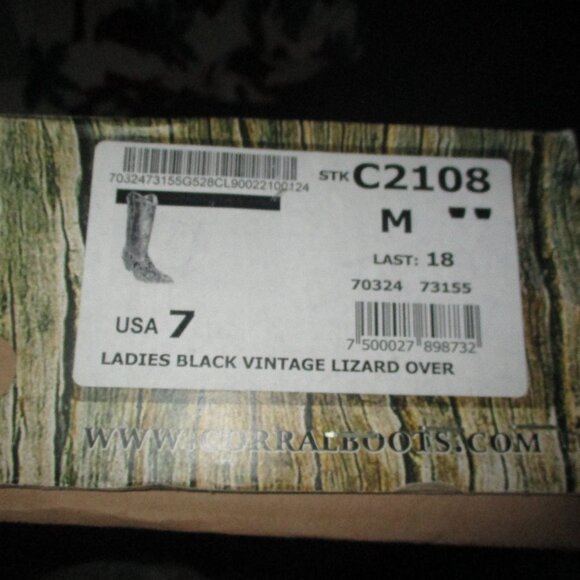 7032473155G528CL90022100124
STK C2108
M
LAST: 18
70324 73155
USA 7
7 500027 898732
LADIES BLACK VINTAGE LIZARD OVER
WWW.CORRALBOOTS.COM